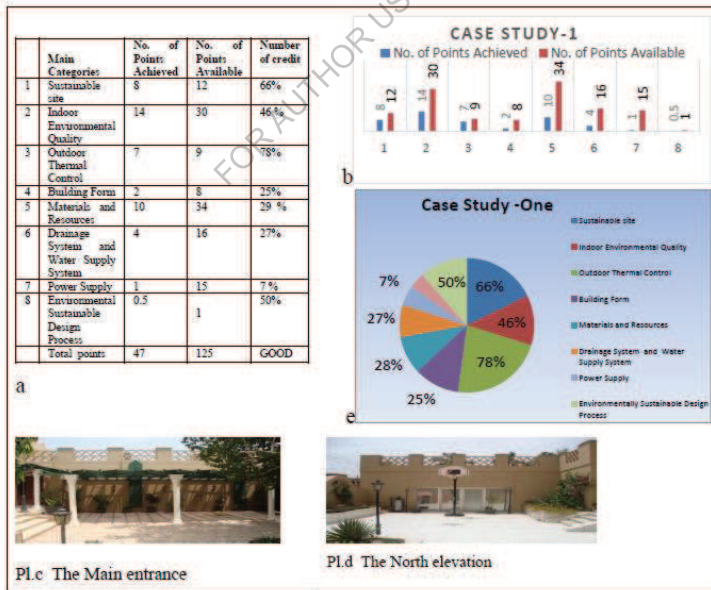 FOR AUTHOR US
Main Categories | No. of Points Achieved | No. of Points Available | Number of credit
1 | Sustainable site | 8 | 12 | 66%
2 | Indoor Environmental Quality | 14 | 30 | 46 %
3 | Outdoor Thermal Control | 7 | 9 | 78%
4 | Building Form | 2 | 8 | 25%
5 | Materials and Resources | 10 | 34 | 29 %
6 | Drainage System and Water Supply System | 4 | 16 | 27%
7 | Power Supply | 1 | 15 | 7 %
8 | Environmental Sustainable Design Process | 0.5 | 1 | 50%
Total points | 47 | 125 | GOOD
a
CASE STUDY-1
No. of Points Achieved No. of Points Available
8 12 14 30 7 9 2 8 10 34 4 16 1 15 0.5 1
1 2 3 4 5 6 7 8
b
Case Study -One
66%
46%
78%
25%
28%
27%
7%
50%
Sustainable site
Indoor Environmental Quality
Outdoor Thermal Control
Building Form
Materials and Resources
Drainage System and Water
Supply System
Power Supply
Environmentally Sustainable Design
Process
e
Pl.c The Main entrance
Pl.d The North elevation